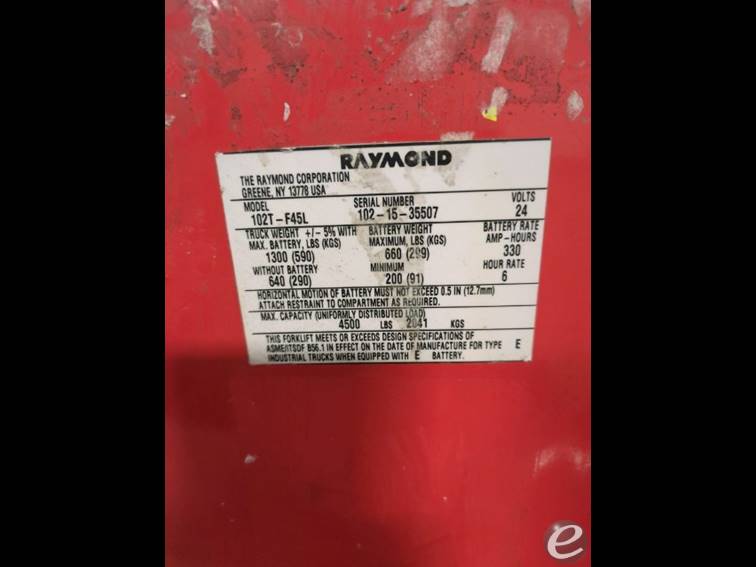 RAYMOND
THE RAYMOND CORPORATION
GREENE, NY 13778 USA
MODEL SERIAL NUMBER VOLTS
102T-F45L 102-15-35507 24
TRUCK WEIGHT +/- 5% WITH BATTERY WEIGHT BATTERY RATE
MAX. BATTERY, LBS (KGS) MAXIMUM, LBS (KGS) AMP-HOURS
1300 (590) 660 (299) 330
WITHOUT BATTERY MINIMUM HOUR RATE
640 (290) 200 (91) 6
HORIZONTAL MOTION OF BATTERY MUST NOT EXCEED 0.5 IN (12.7mm)
ATTACH RESTRAINT TO COMPARTMENT AS REQUIRED.
MAX. CAPACITY (UNIFORMLY DISTRIBUTED LOAD)
4500 LBS 2041 KGS
THIS FORKLIFT MEETS OR EXCEEDS DESIGN SPECIFICATIONS OF
ASME/ITSDF B56.1 IN EFFECT ON THE DATE OF MANUFACTURE FOR TYPE E
INDUSTRIAL TRUCKS WHEN EQUIPPED WITH E BATTERY.
e